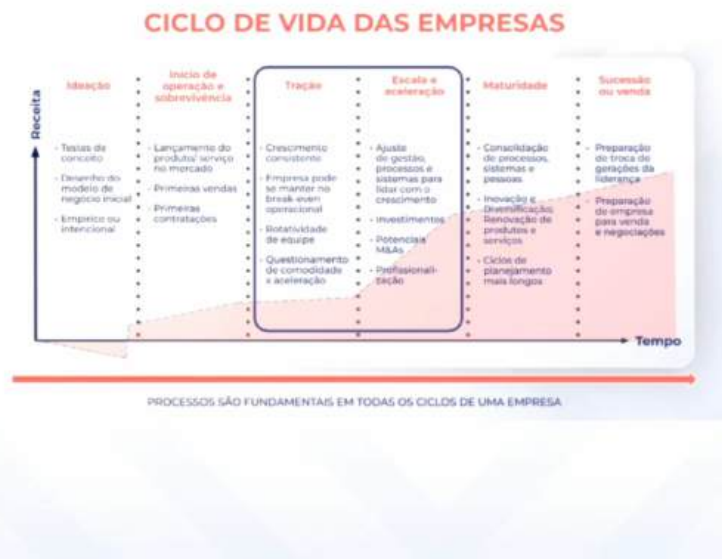 CICLO DE VIDA DAS EMPRESAS
Receita
Ideação
- Testes de
conceito
- Desenho do
modelo de
negócio inicial
- Empírico ou
intencional
Início de
operação e
sobrevivência
- Lançamento do
produto/ serviço
no mercado
- Primeiras vendas
- Primeiras
contratações
Tração
- Crescimento
consistente
- Empresa pode
se manter no
break-even
operacional
- Rotatividade
de equipe
- Questionamento
de comodidade
x aceleração
Escala e
aceleração
- Ajuste
de gestão,
processos e
sistemas para
lidar com o
crescimento
- Investimentos
- Potenciais
M&As
- Profissionali-
zação
Maturidade
- Consolidação
de processos,
sistemas e
pessoas
- Inovação e
Diversificação;
Renovação de
produtos e
serviços
- Ciclos de
planejamento
mais longos
Sucessão
ou venda
- Preparação
de troca de
gerações da
liderança
- Preparação
de empresa
para venda
e negociações
Tempo
PROCESSOS SÃO FUNDAMENTAIS EM TODAS OS CICLOS DE UMA EMPRESA